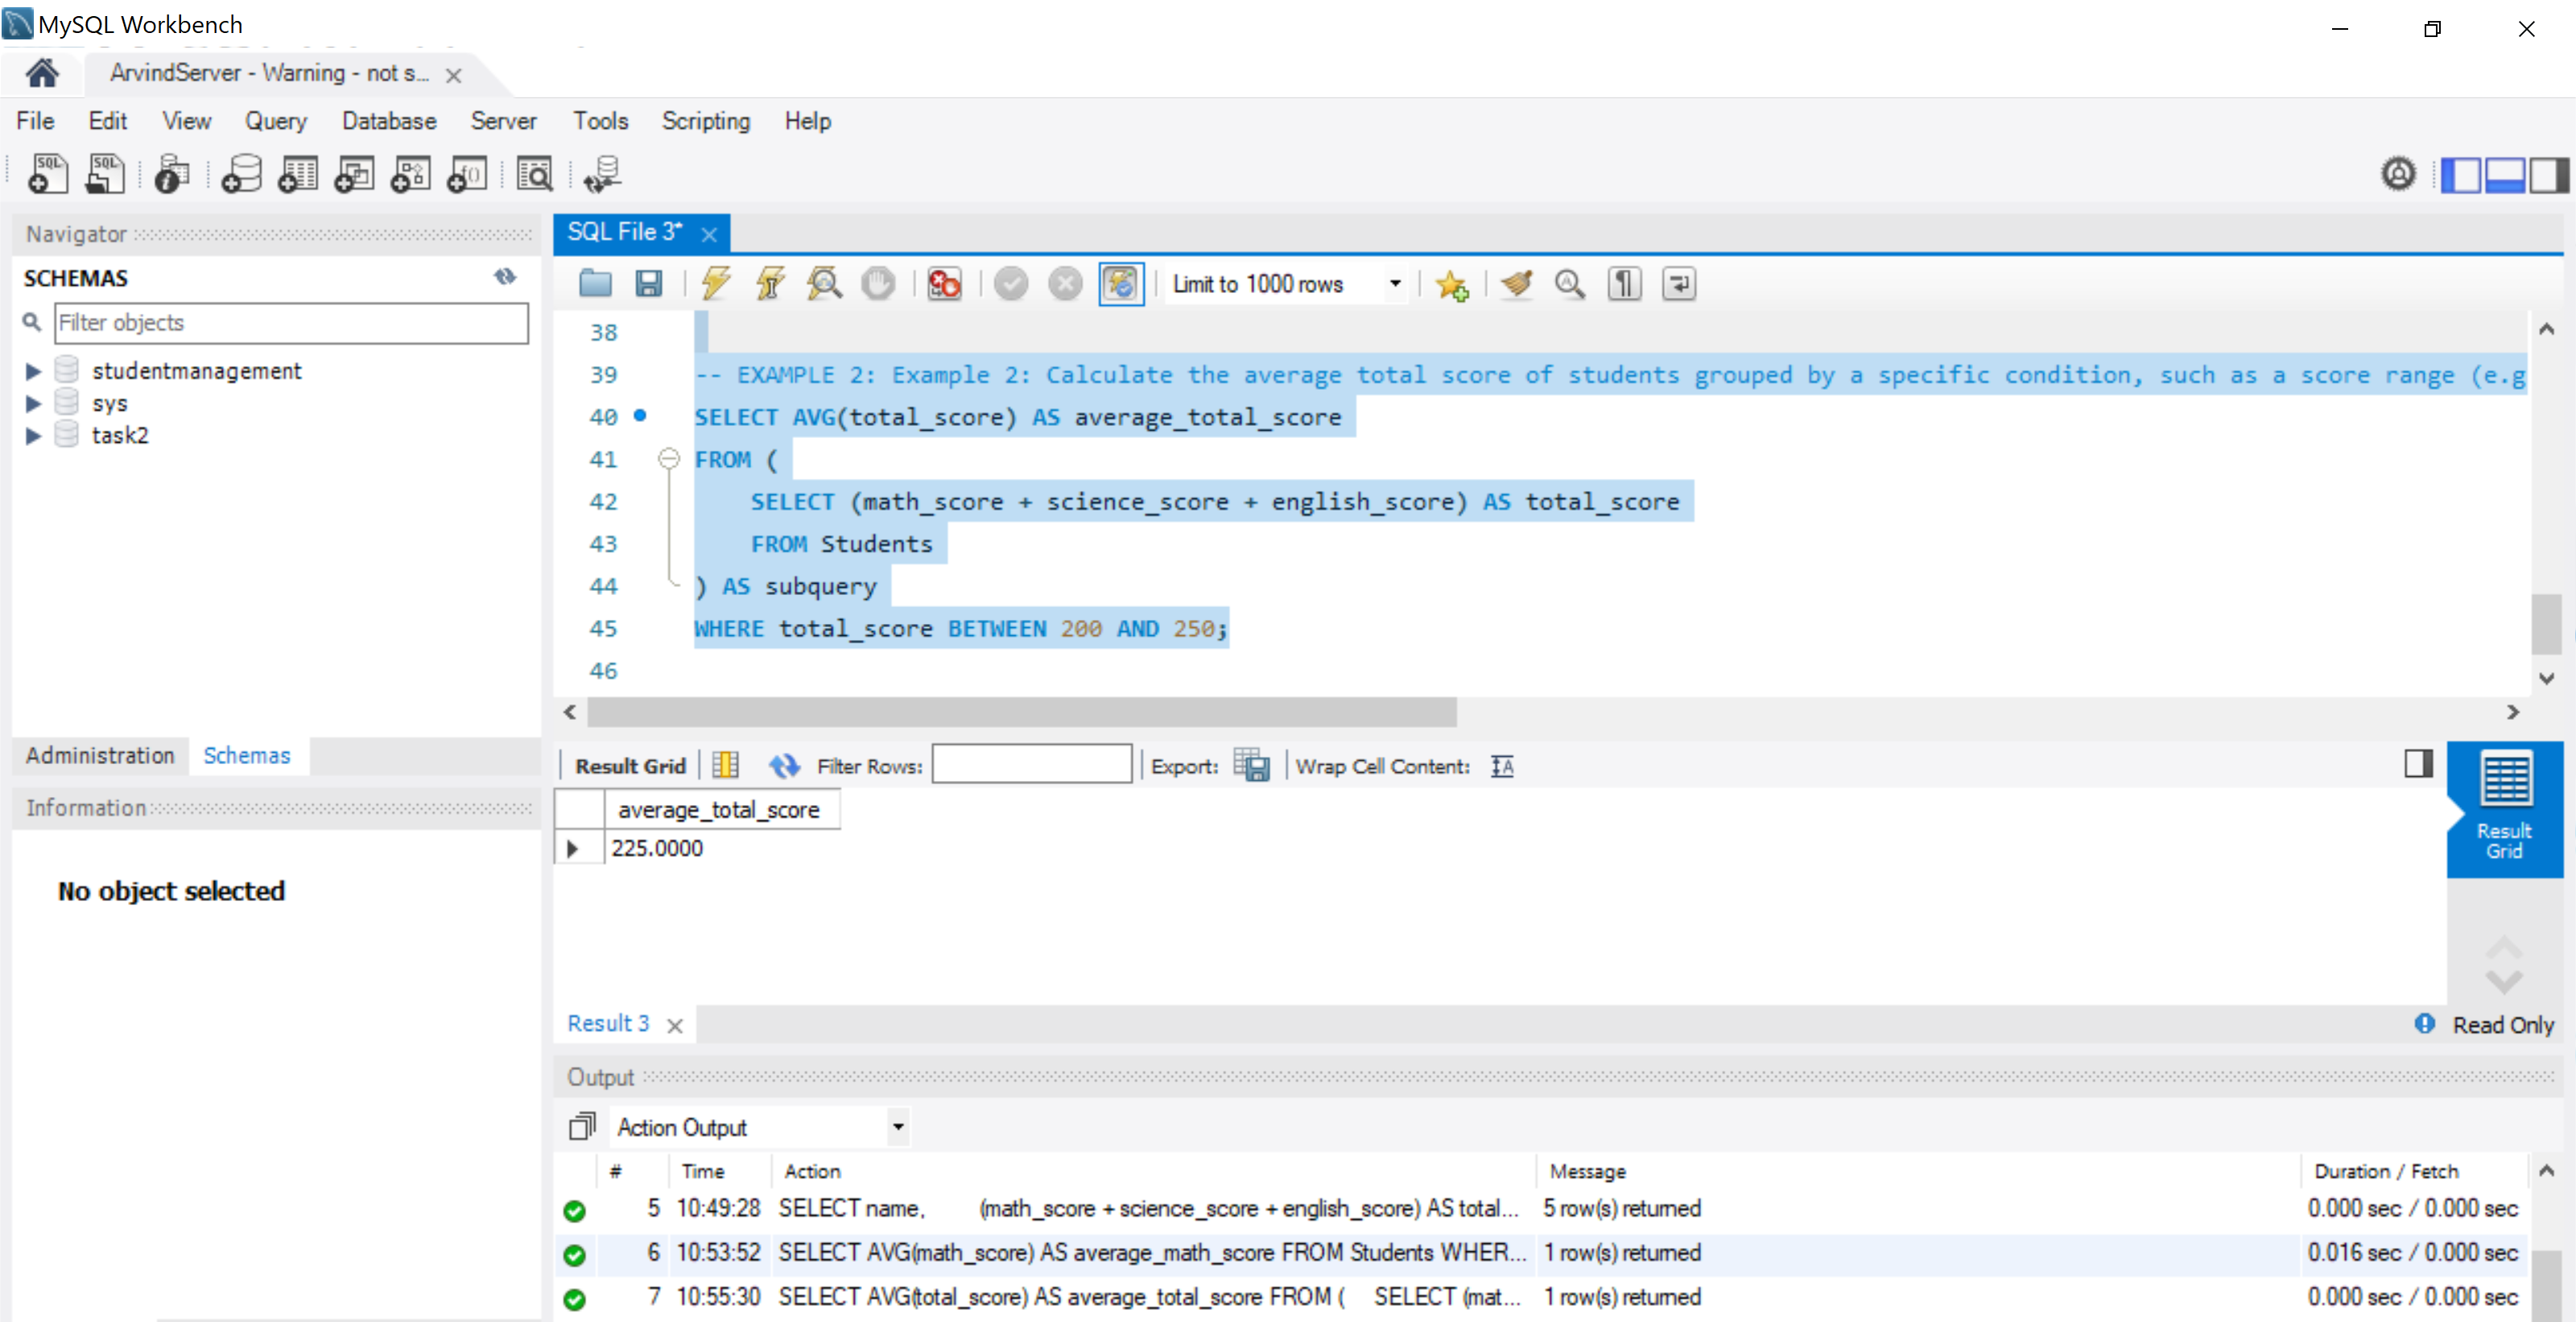 MySQL Workbench
ArvindServer - Warning - not s...
File Edit View Query Database Server Tools Scripting Help
Navigator
SCHEMAS
Filter objects
studentmanagement
sys
task2
Administration Schemas
Information
No object selected
SQL File 3*
Limit to 1000 rows
38
39 -- EXAMPLE 2: Example 2: Calculate the average total score of students grouped by a specific condition, such as a score range (e.g
40 SELECT AVG(total_score) AS average_total_score
41 FROM (
42 SELECT (math_score + science_score + english_score) AS total_score
43 FROM Students
44 ) AS subquery
45 WHERE total_score BETWEEN 200 AND 250;
46
Result Grid Filter Rows: Export: Wrap Cell Content:
average_total_score
225.0000
Result Grid
Result 3
Read Only
Output
Action Output
# Time Action Message Duration / Fetch
5 10:49:28 SELECT name, (math_score + science_score + english_score) AS total... 5 row(s) returned 0.000 sec / 0.000 sec
6 10:53:52 SELECT AVG(math_score) AS average_math_score FROM Students WHER... 1 row(s) returned 0.016 sec / 0.000 sec
7 10:55:30 SELECT AVG(total_score) AS average_total_score FROM ( SELECT (mat... 1 row(s) returned 0.000 sec / 0.000 sec